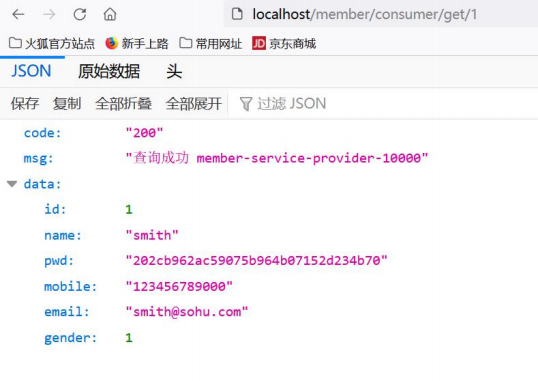 localhost/member/consumer/get/1
火狐官方站点 新手上路 常用网址 JD 京东商城
JSON 原始数据 头
保存 复制 全部折叠 全部展开 过滤 JSON
code: "200"
msg: "查询成功 member-service-provider-10000"
data:
id: 1
name: "smith"
pwd: "202cb962ac59075b964b07152d234b70"
mobile: "123456789000"
email: "smith@sohu.com"
gender: 1